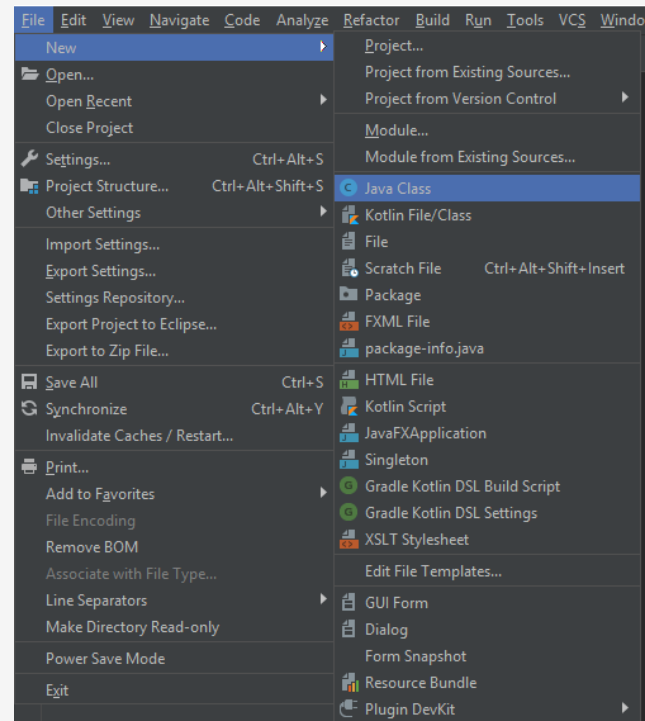 File Edit View Navigate Code Analyze Refactor Build Run Tools VCS Windo
New
Open...
Open Recent
Close Project
Settings... Ctrl+Alt+S
Project Structure... Ctrl+Alt+Shift+S
Other Settings
Import Settings...
Export Settings...
Settings Repository...
Export Project to Eclipse...
Export to Zip File...
Save All Ctrl+S
Synchronize Ctrl+Alt+Y
Invalidate Caches / Restart...
Print...
Add to Favorites
File Encoding
Remove BOM
Associate with File Type...
Line Separators
Make Directory Read-only
Power Save Mode
Exit
Project...
Project from Existing Sources...
Project from Version Control
Module...
Module from Existing Sources...
Java Class
Kotlin File/Class
File
Scratch File Ctrl+Alt+Shift+Insert
Package
FXML File
package-info.java
HTML File
Kotlin Script
JavaFXApplication
Singleton
Gradle Kotlin DSL Build Script
Gradle Kotlin DSL Settings
XSLT Stylesheet
Edit File Templates...
GUI Form
Dialog
Form Snapshot
Resource Bundle
Plugin DevKit